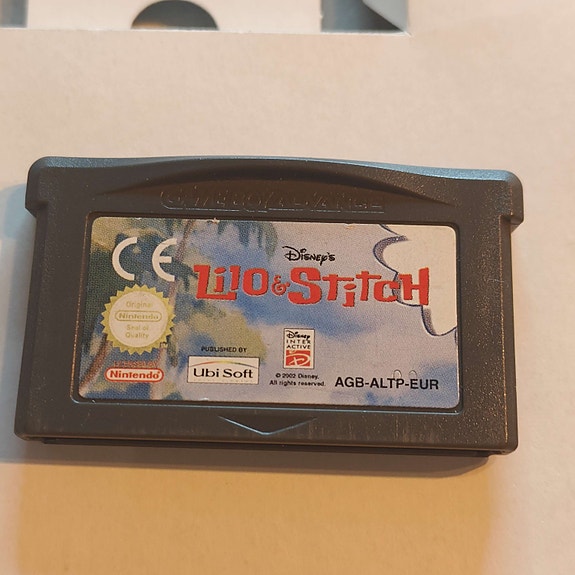 GAME BOY ADVANCE
CE
Disney's
Lilo & Stitch
Original
Nintendo
Seal of
Quality
Nintendo
PUBLISHED BY
Ubi Soft
Disney
INTER
ACTIVE
© 2002 Disney.
All rights reserved.
AGB-ALTP-EUR